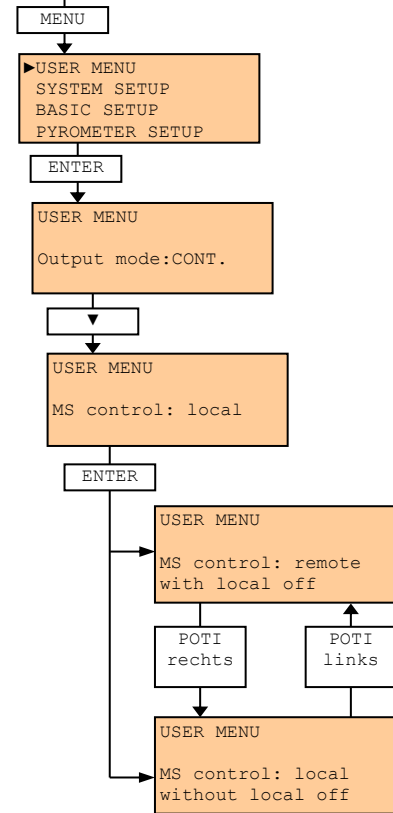 MENU
►USER MENU
SYSTEM SETUP
BASIC SETUP
PYROMETER SETUP
ENTER
USER MENU
Output mode:CONT.
▼
USER MENU
MS control: local
ENTER
USER MENU
MS control: remote
with local off
POTI
rechts
POTI
links
USER MENU
MS control: local
without local off